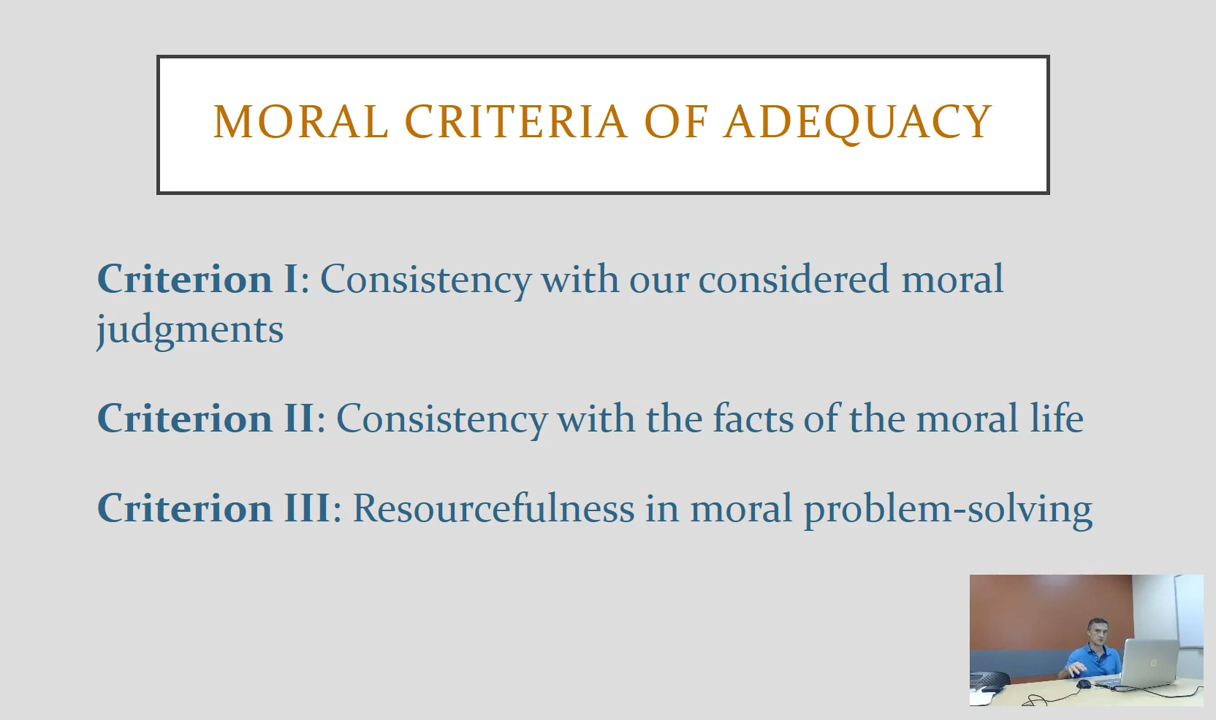 MORAL CRITERIA OF ADEQUACY
Criterion I: Consistency with our considered moral
judgments
Criterion II: Consistency with the facts of the moral life
Criterion III: Resourcefulness in moral problem-solving